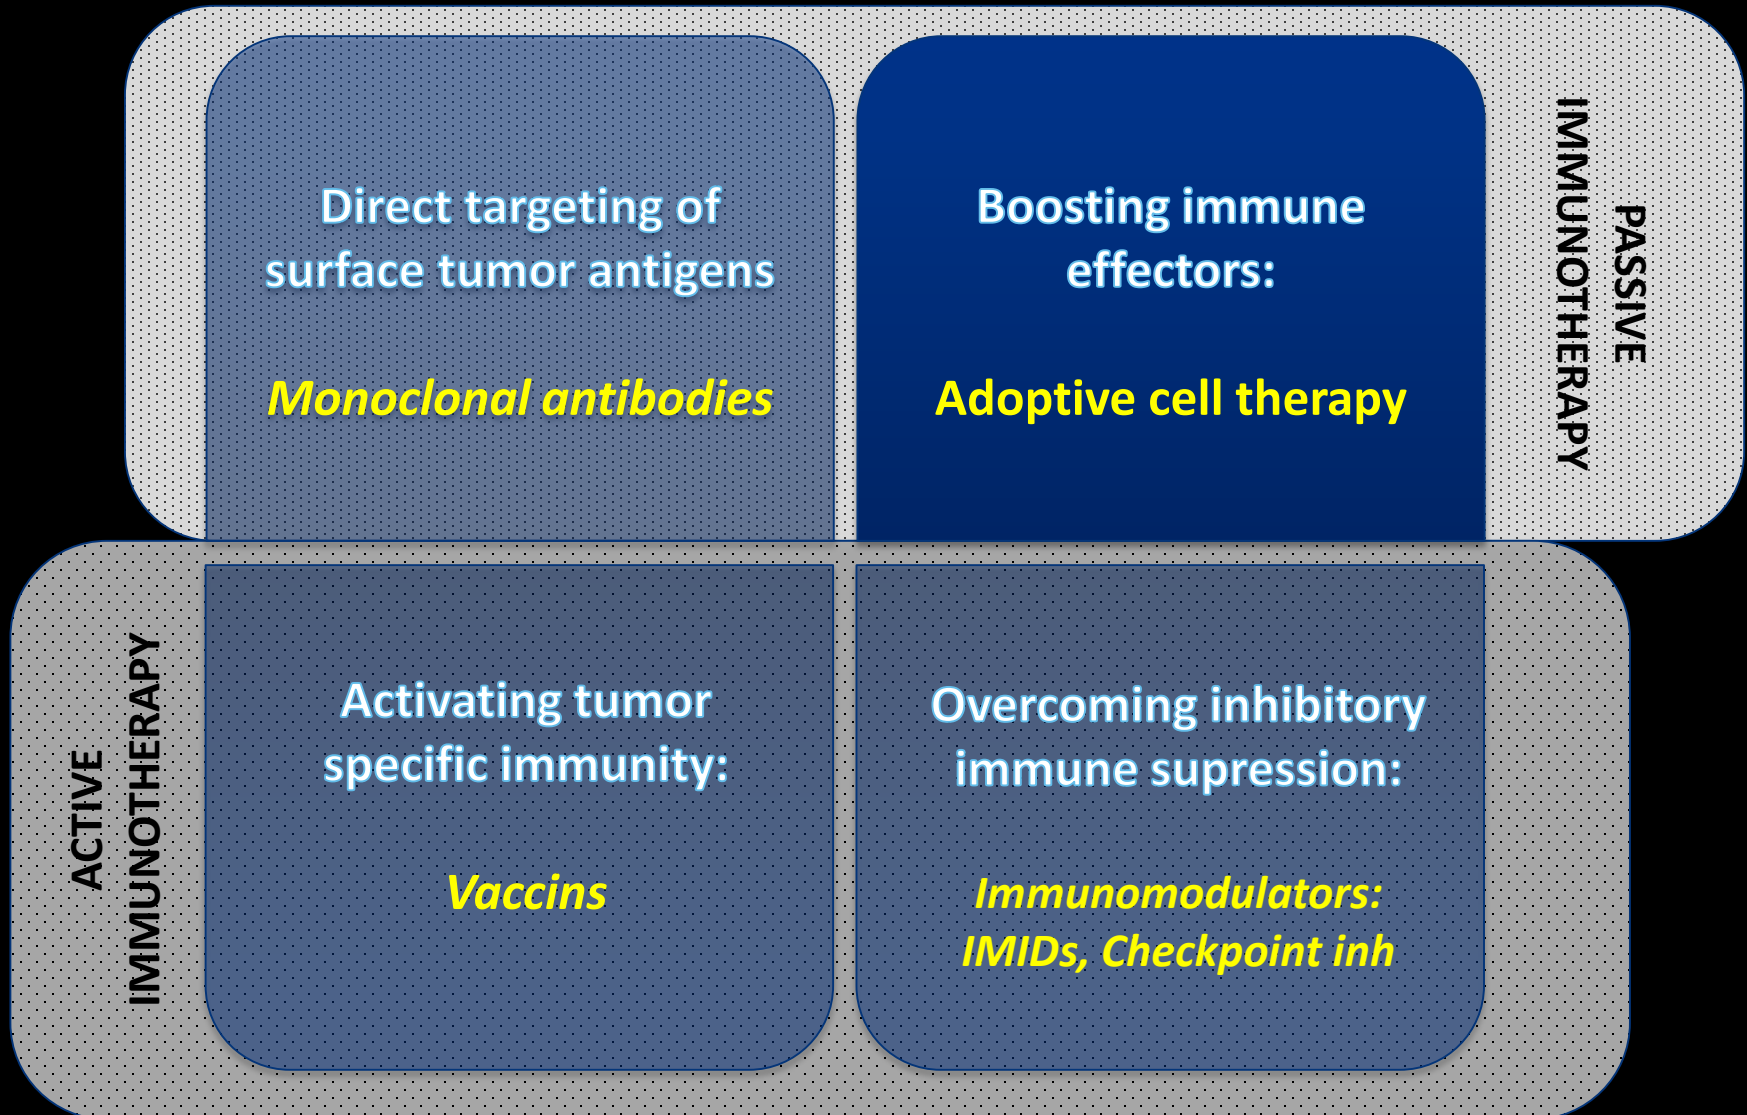 Direct targeting of
surface tumor antigens
Monoclonal antibodies
Boosting immune
effectors:
Adoptive cell therapy
PASSIVE
IMMUNOTHERAPY
ACTIVE
IMMUNOTHERAPY
Activating tumor
specific immunity:
Vaccins
Overcoming inhibitory
immune supression:
Immunomodulators:
IMIDs, Checkpoint inh